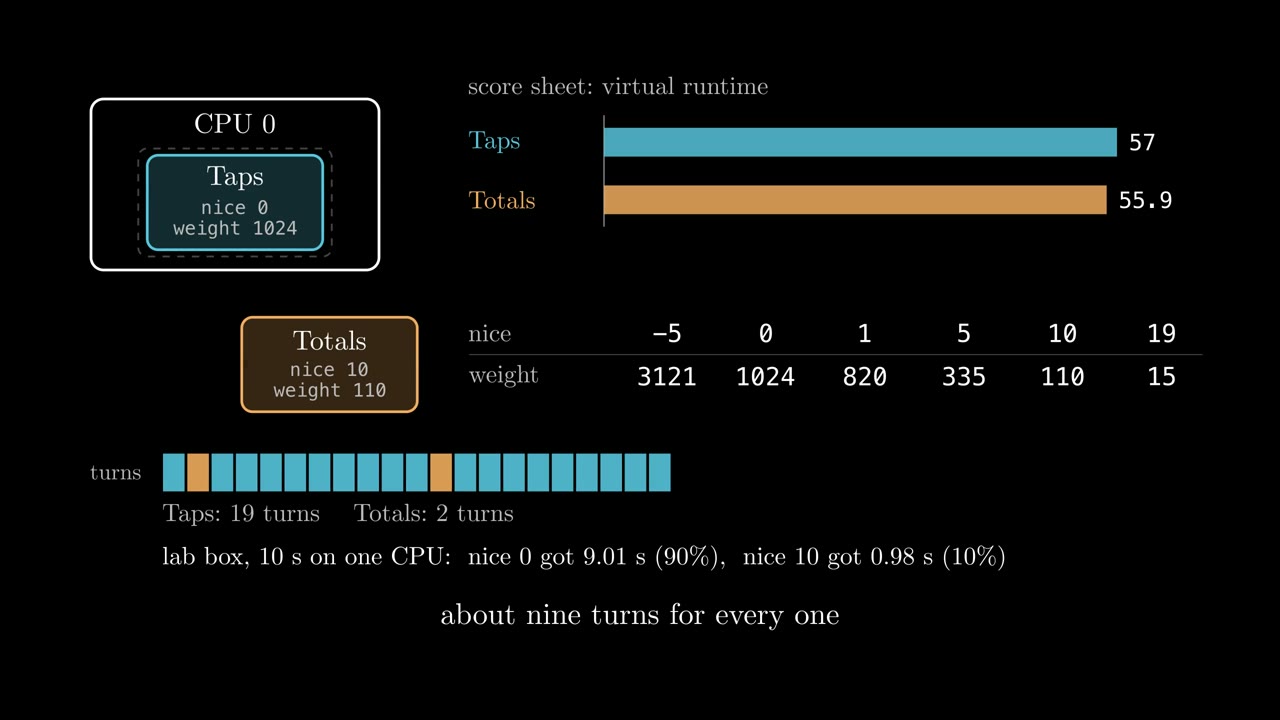 score sheet: virtual runtime
CPU 0
Taps
nice 0
weight 1024
Taps 57
Totals 55.9
Totals
nice 10
weight 110
nice −5 0 1 5 10 19
weight 3121 1024 820 335 110 15
turns
Taps: 19 turns Totals: 2 turns
lab box, 10 s on one CPU: nice 0 got 9.01 s (90%), nice 10 got 0.98 s (10%)
about nine turns for every one